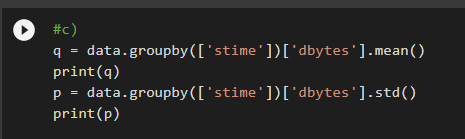 #c)
q = data.groupby(['stime'])['dbytes'].mean()
print(q)
p = data.groupby(['stime'])['dbytes'].std()
print(p)